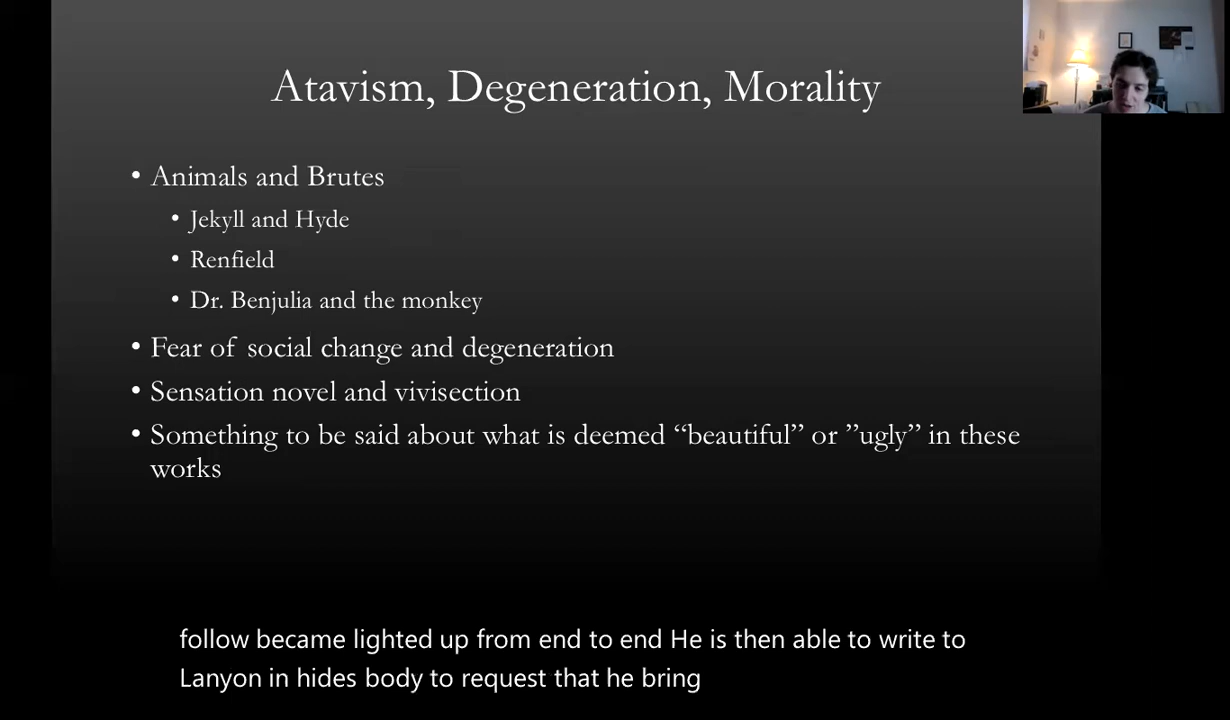 Atavism, Degeneration, Morality
• Animals and Brutes
• Jekyll and Hyde
• Renfield
• Dr. Benjulia and the monkey
• Fear of social change and degeneration
• Sensation novel and vivisection
• Something to be said about what is deemed “beautiful” or ”ugly” in these
works
follow became lighted up from end to end He is then able to write to
Lanyon in hides body to request that he bring